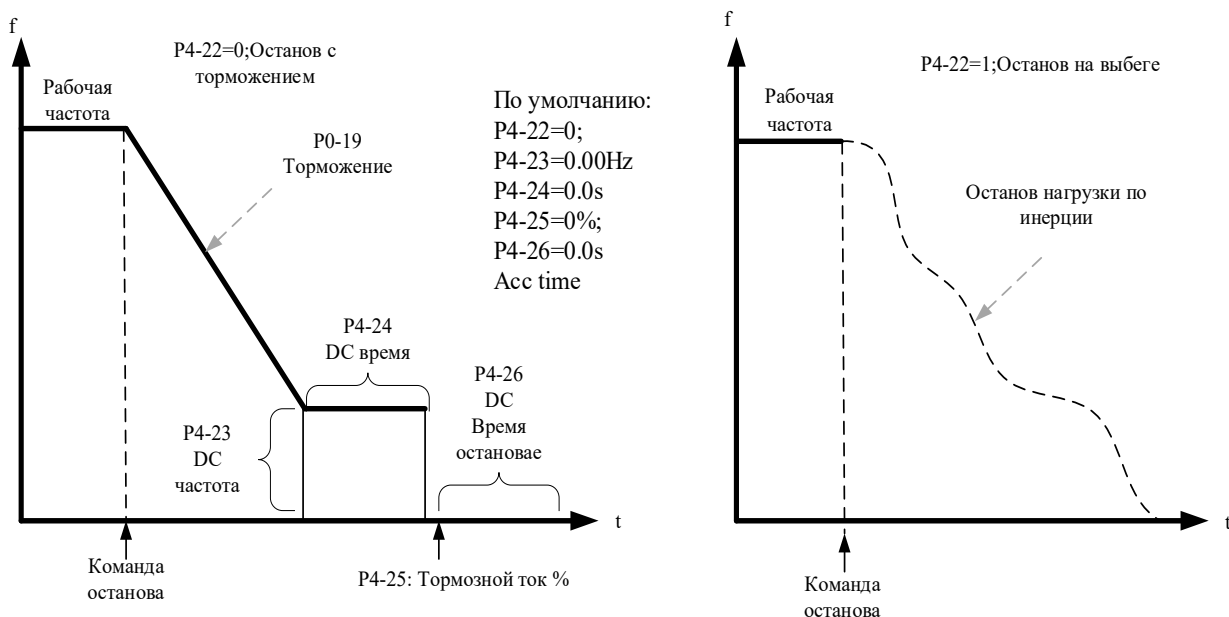 f
P4-22=0;Останов с
торможением
Рабочая
частота
P0-19
Торможение
По умолчанию:
P4-22=0;
P4-23=0.00Hz
P4-24=0.0s
P4-25=0%;
P4-26=0.0s
Acc time
P4-24
DC время
P4-23
DC
частота
P4-26
DC
Время
остановае
t
Команда
останова
P4-25: Тормозной ток %
f
P4-22=1;Останов на выбеге
Рабочая
частота
Останов нагрузки по
инерции
t
Команда
останова